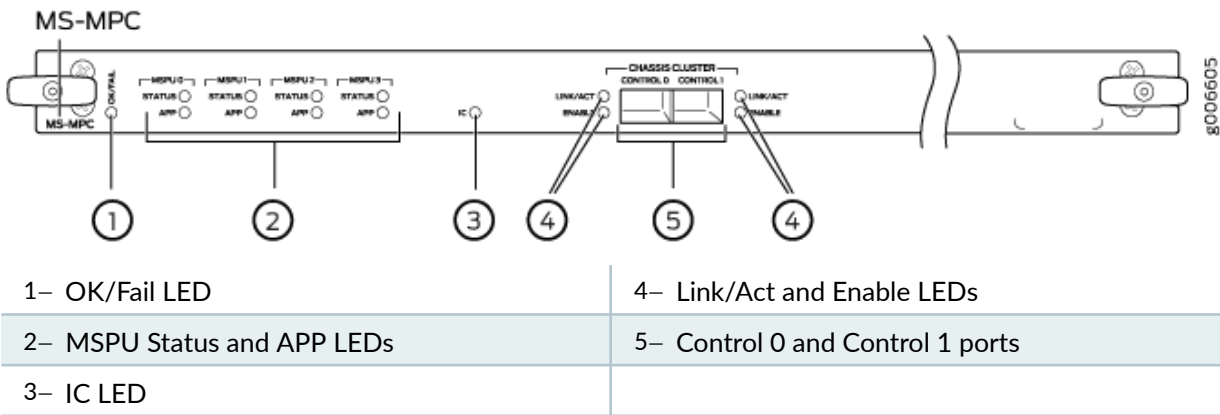 MS-MPC
OK/FAIL
MSPU 0 MSPU 1 MSPU 2 MSPU 3
STATUS STATUS STATUS STATUS
APP APP APP APP
MS-MPC
IC
CHASSIS CLUSTER
CONTROL 0 CONTROL 1
LINK/ACT LINK/ACT
ENABLE ENABLE
g006605
1 2 3 4 5 4
1– OK/Fail LED
4– Link/Act and Enable LEDs
2– MSPU Status and APP LEDs
5– Control 0 and Control 1 ports
3– IC LED